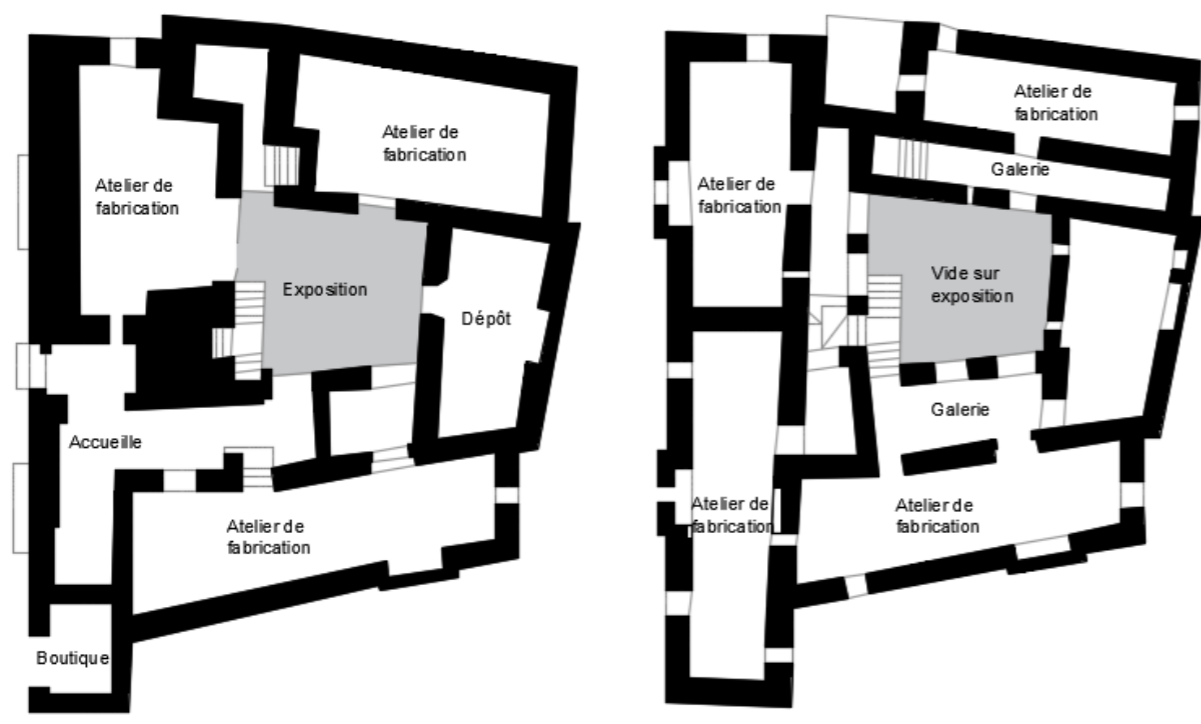 Atelier de
fabrication
Atelier de
fabrication
Exposition
Dépôt
Accueille
Atelier de
fabrication
Boutique
Atelier de
fabrication
Galerie
Atelier de
fabrication
Vide sur
exposition
Galerie
Atelier de
fabrication
Atelier de
fabrication